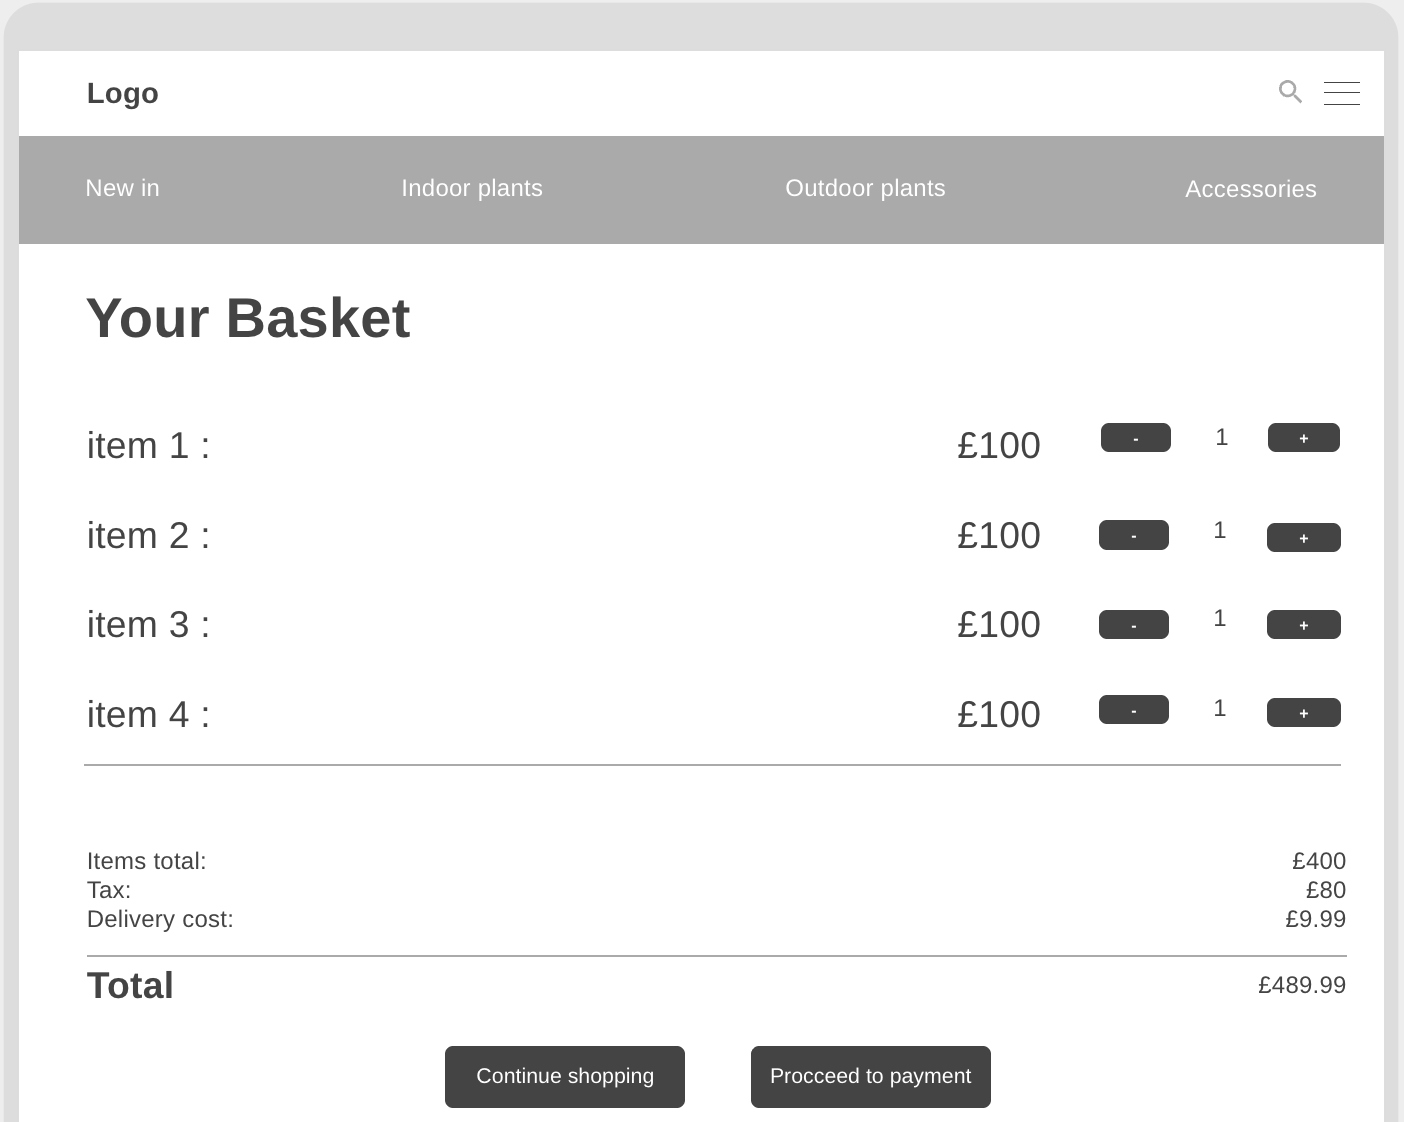 Logo
New in Indoor plants Outdoor plants Accessories
Your Basket
item 1 : £100 - 1 +
item 2 : £100 - 1 +
item 3 : £100 - 1 +
item 4 : £100 - 1 +
Items total: £400
Tax: £80
Delivery cost: £9.99
Total £489.99
Continue shopping Procceed to payment